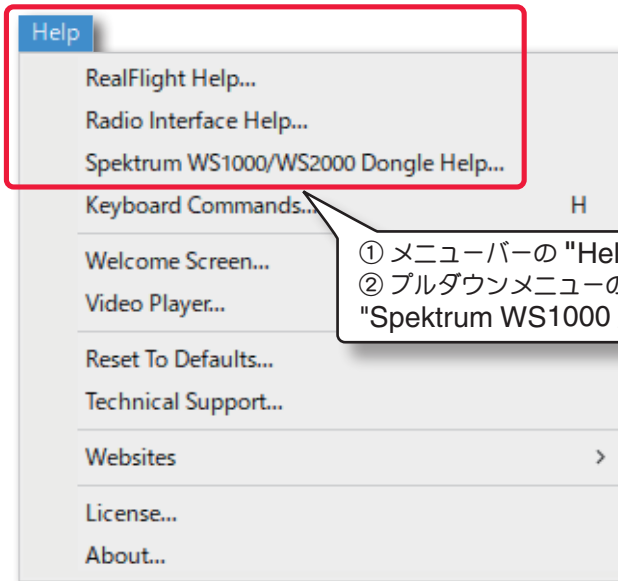 Help
RealFlight Help...
Radio Interface Help...
Spektrum WS1000/WS2000 Dongle Help...
Keyboard Commands... H
① メニューバーの "Hel
② プルダウンメニューの
"Spektrum WS1000
Welcome Screen...
Video Player...
Reset To Defaults...
Technical Support...
Websites >
License...
About...